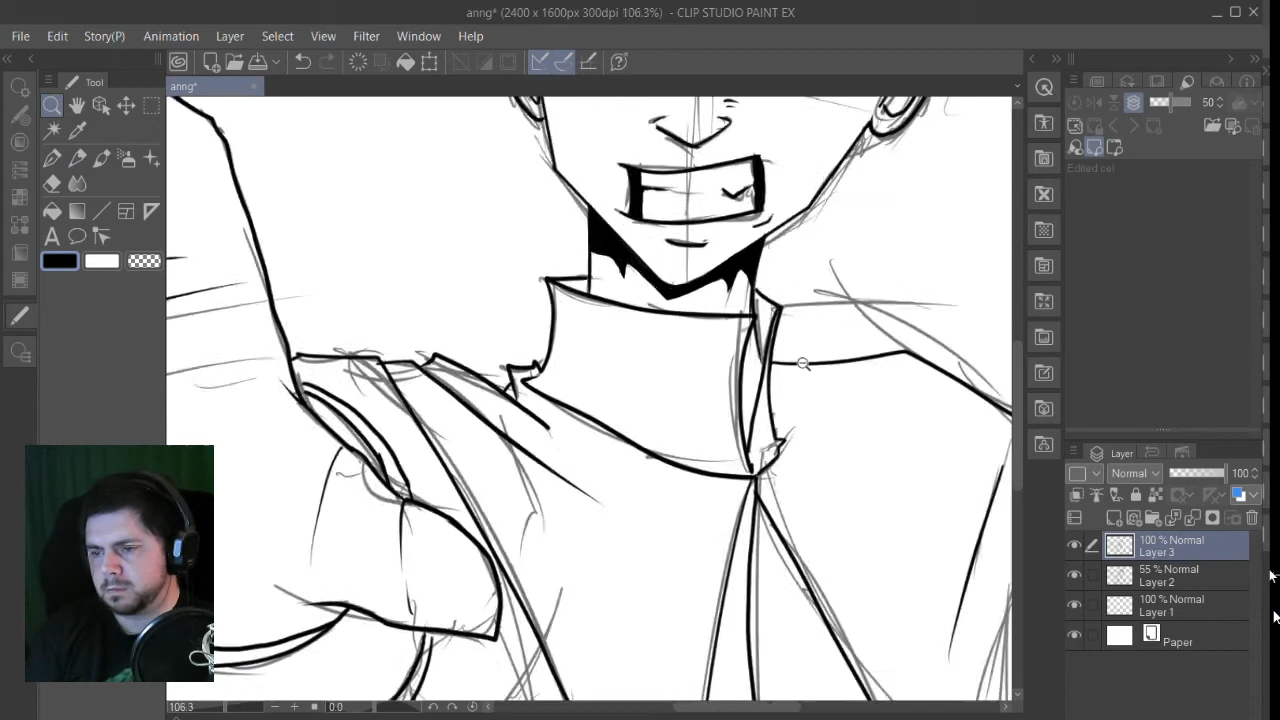 anng* (2400 x 1600px 300dpi 106.3%) - CLIP STUDIO PAINT EX
File Edit Story(P) Animation Layer Select View Filter Window Help
Tool
anng*
50
Edited cel
A
Layer
Normal 100
100 % Normal
Layer 3
55 % Normal
Layer 2
100 % Normal
Layer 1
Paper
106.3 0.0